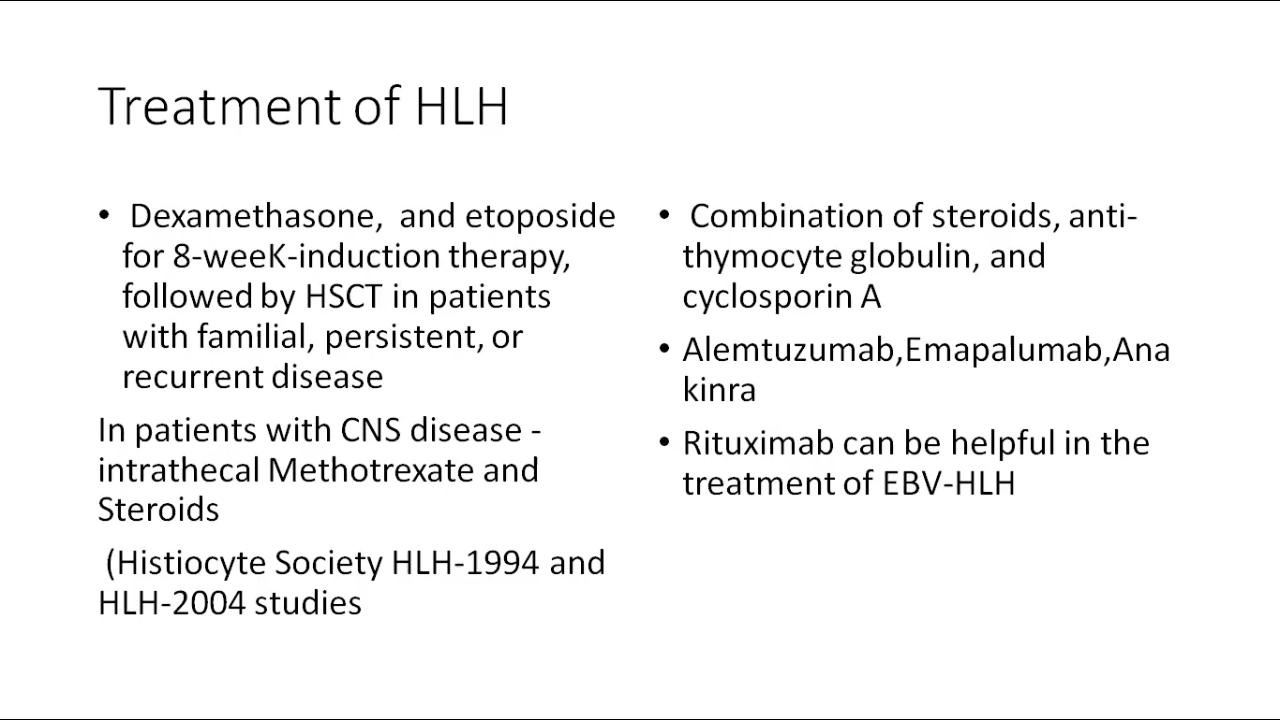 Treatment of HLH
• Dexamethasone, and etoposide
for 8-weeK-induction therapy,
followed by HSCT in patients
with familial, persistent, or
recurrent disease
In patients with CNS disease -
intrathecal Methotrexate and
Steroids
(Histiocyte Society HLH-1994 and
HLH-2004 studies
• Combination of steroids, anti-
thymocyte globulin, and
cyclosporin A
• Alemtuzumab,Emapalumab,Ana
kinra
• Rituximab can be helpful in the
treatment of EBV-HLH